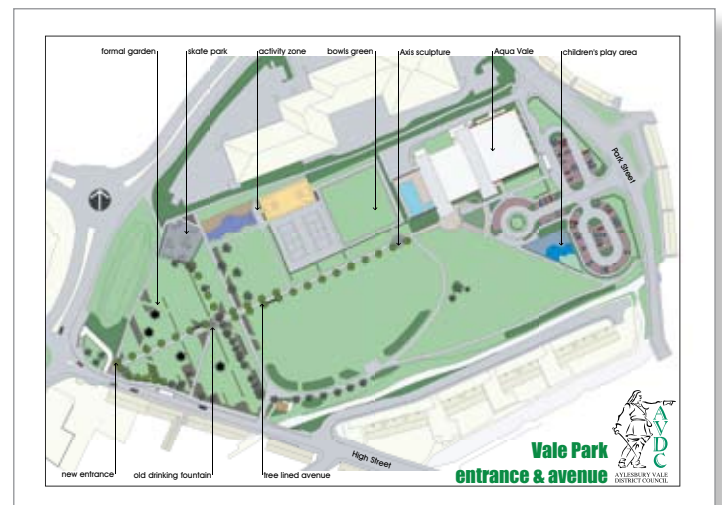 formal garden
skate park
activity zone
bowls green
Axis sculpture
Aqua Vale
children's play area
Park Street
High Street
new entrance
old drinking fountain
tree lined avenue
Vale Park
entrance & avenue
AVDC
AYLESBURY VALE
DISTRICT COUNCIL